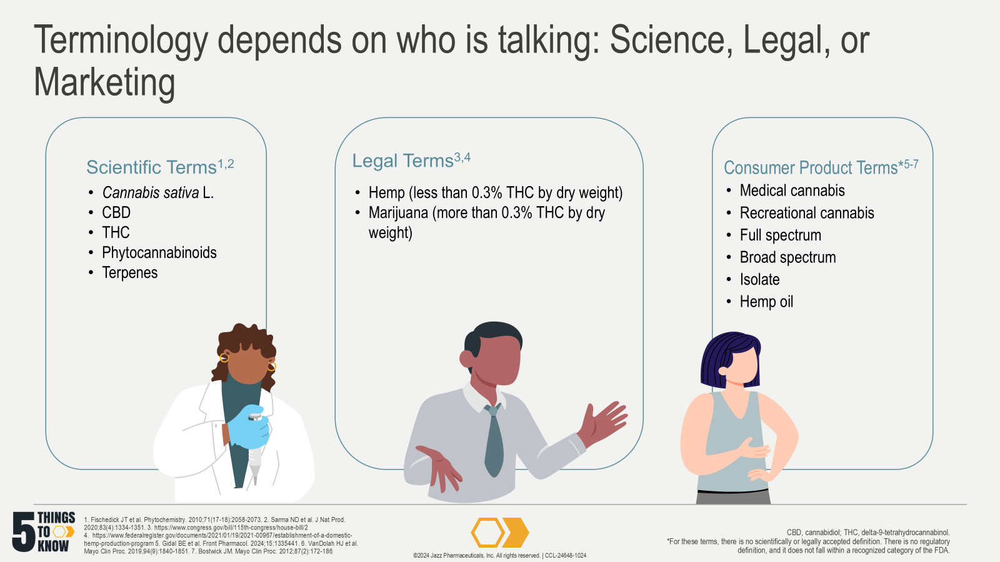 Terminology depends on who is talking: Science, Legal, or
Marketing
Scientific Terms1,2
• Cannabis sativa L.
• CBD
• THC
• Phytocannabinoids
• Terpenes
Legal Terms3,4
• Hemp (less than 0.3% THC by dry weight)
• Marijuana (more than 0.3% THC by dry
weight)
Consumer Product Terms*5-7
• Medical cannabis
• Recreational cannabis
• Full spectrum
• Broad spectrum
• Isolate
• Hemp oil
5 THINGS
TO
KNOW
1. Fischedick JT et al. Phytochemistry. 2010;71(17-18):2058-2073. 2. Sarma ND et al. J Nat Prod.
2020;83(4):1334-1351. 3. https://www.congress.gov/bill/115th-congress/house-bill/2
4. https://www.federalregister.gov/documents/2021/01/19/2021-00967/establishment-of-a-domestic-
hemp-production-program 5. Gidal BE et al. Front Pharmacol. 2024;15:1335441. 6. VanDolah HJ et al.
Mayo Clin Proc. 2019;94(9):1840-1851. 7. Bostwick JM. Mayo Clin Proc. 2012;87(2):172-186
©2024 Jazz Pharmaceuticals, Inc. All rights reserved. | CCL-24648-1024
CBD, cannabidiol; THC, delta-9-tetrahydrocannabinol.
*For these terms, there is no scientifically or legally accepted definition. There is no regulatory
definition, and it does not fall within a recognized category of the FDA.